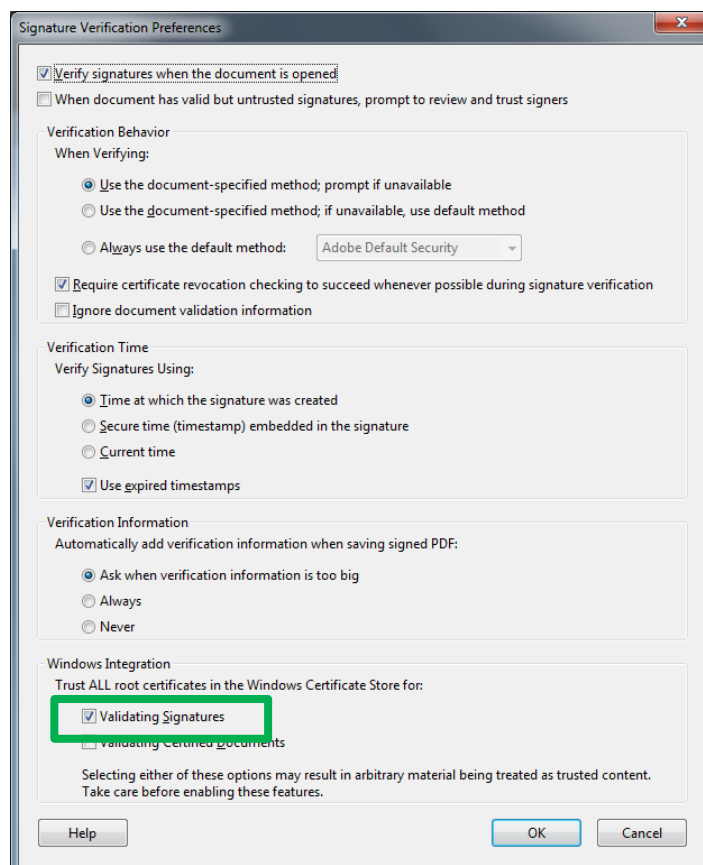 Signature Verification Preferences
Verify signatures when the document is opened
When document has valid but untrusted signatures, prompt to review and trust signers
Verification Behavior
When Verifying:
Use the document-specified method; prompt if unavailable
Use the document-specified method; if unavailable, use default method
Always use the default method: Adobe Default Security
Require certificate revocation checking to succeed whenever possible during signature verification
Ignore document validation information
Verification Time
Verify Signatures Using:
Time at which the signature was created
Secure time (timestamp) embedded in the signature
Current time
Use expired timestamps
Verification Information
Automatically add verification information when saving signed PDF:
Ask when verification information is too big
Always
Never
Windows Integration
Trust ALL root certificates in the Windows Certificate Store for:
Validating Signatures
Validating Certified Documents
Selecting either of these options may result in arbitrary material being treated as trusted content.
Take care before enabling these features.
Help OK Cancel